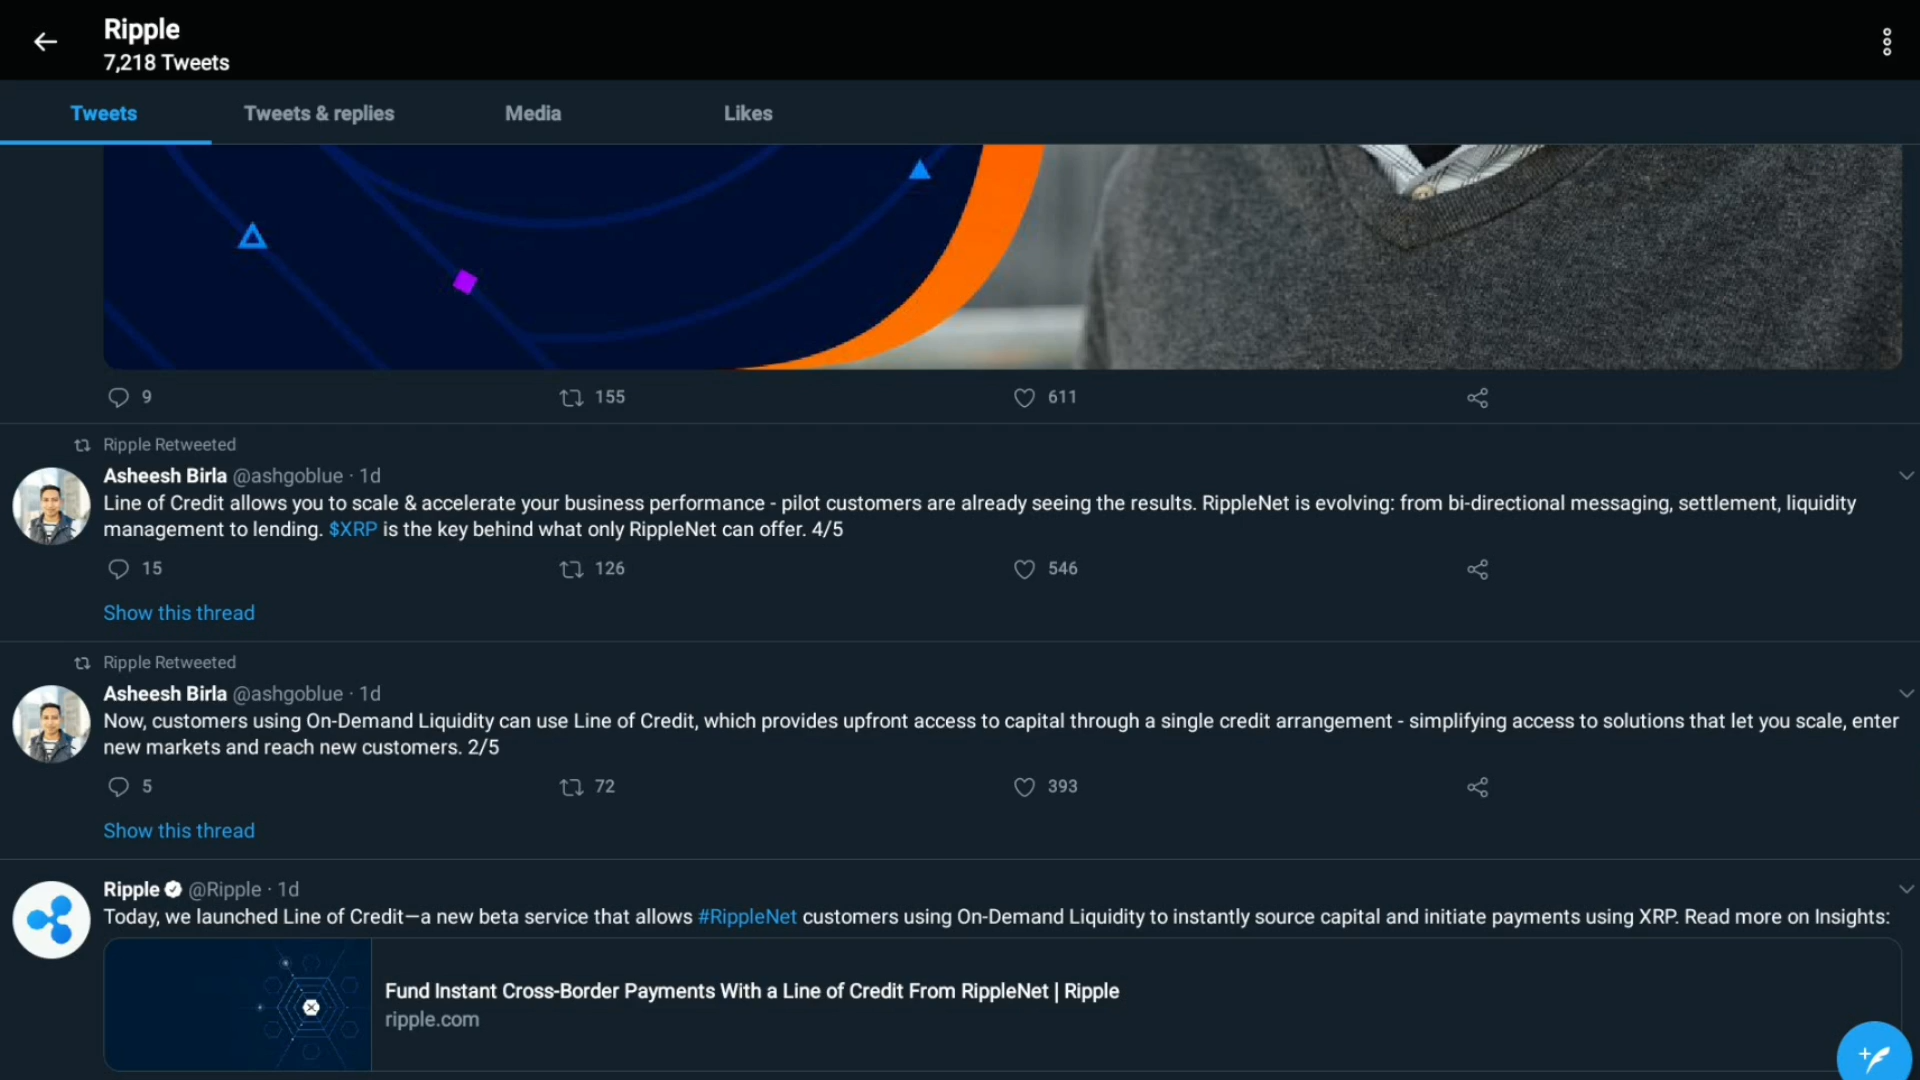 Ripple
7,218 Tweets
Tweets
Tweets & replies
Media
Likes
9
155
611
Ripple Retweeted
Asheesh Birla @ashgoblue · 1d
Line of Credit allows you to scale & accelerate your business performance - pilot customers are already seeing the results. RippleNet is evolving: from bi-directional messaging, settlement, liquidity
management to lending. $XRP is the key behind what only RippleNet can offer. 4/5
15
126
546
Show this thread
Ripple Retweeted
Asheesh Birla @ashgoblue · 1d
Now, customers using On-Demand Liquidity can use Line of Credit, which provides upfront access to capital through a single credit arrangement - simplifying access to solutions that let you scale, enter
new markets and reach new customers. 2/5
5
72
393
Show this thread
Ripple @Ripple · 1d
Today, we launched Line of Credit—a new beta service that allows #RippleNet customers using On-Demand Liquidity to instantly source capital and initiate payments using XRP. Read more on Insights:
Fund Instant Cross-Border Payments With a Line of Credit From RippleNet | Ripple
ripple.com